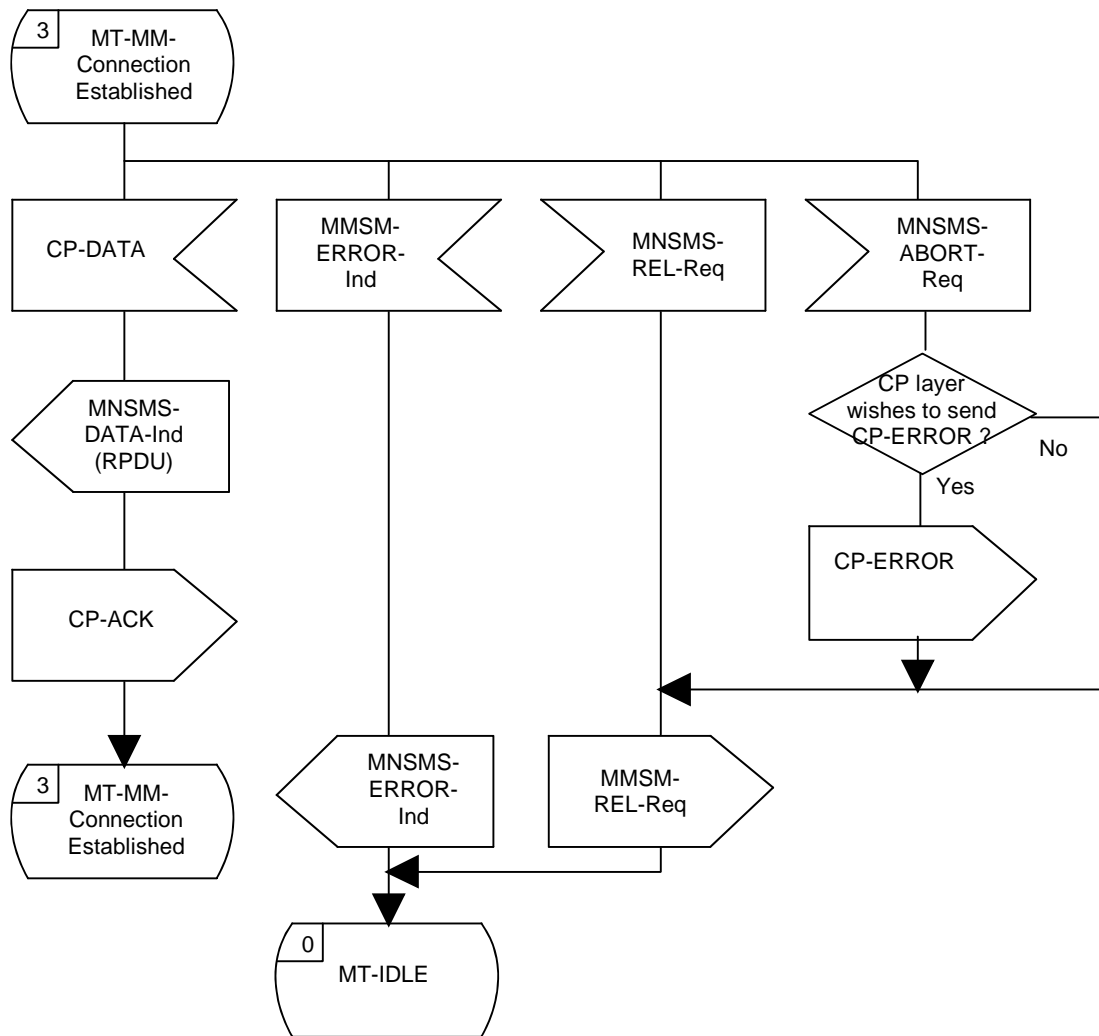 3
MT-MM-
Connection
Established
CP-DATA
MMSM-
ERROR-
Ind
MNSMS-
REL-Req
MNSMS-
ABORT-
Req
MNSMS-
DATA-Ind
(RPDU)
CP layer
wishes to send
CP-ERROR ?
No
Yes
CP-ERROR
CP-ACK
3
MT-MM-
Connection
Established
MNSMS-
ERROR-
Ind
MMSM-
REL-Req
0
MT-IDLE